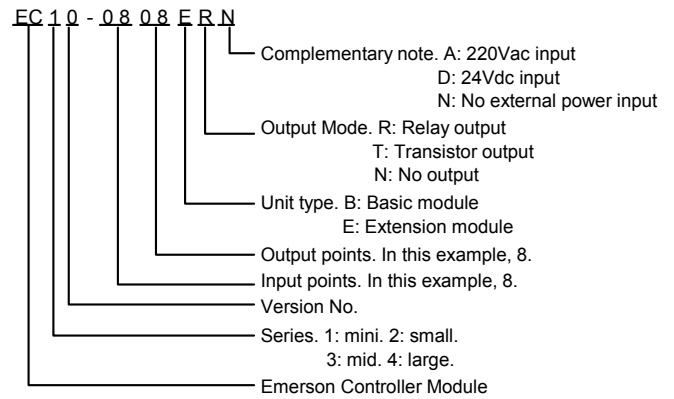 EC10-0808ERN
Complementary note. A: 220Vac input
D: 24Vdc input
N: No external power input
Output Mode. R: Relay output
T: Transistor output
N: No output
Unit type. B: Basic module
E: Extension module
Output points. In this example, 8.
Input points. In this example, 8.
Version No.
Series. 1: mini. 2: small.
3: mid. 4: large.
Emerson Controller Module